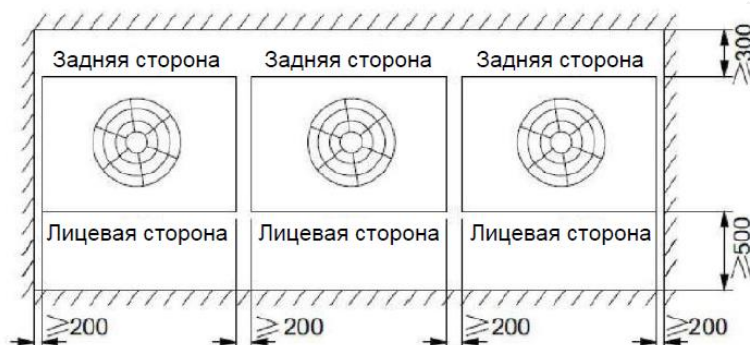 Задняя сторона Задняя сторона Задняя сторона
≥300
Лицевая сторона Лицевая сторона Лицевая сторона
≥500
≥200 ≥200 ≥200 ≥200